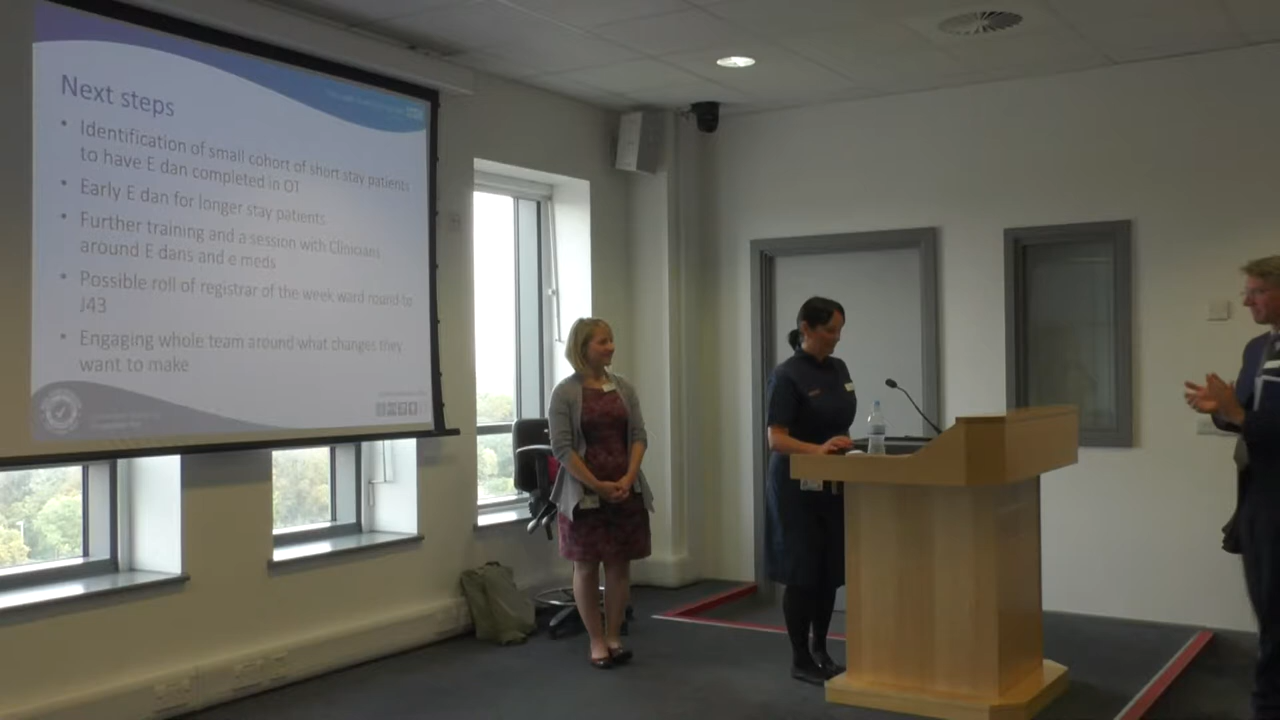 Next steps
• Identification of small cohort of short stay patients
to have E dan completed in OT
• Early E dan for longer stay patients.
• Further training and a session with Clinicians
around E dans and e meds
• Possible roll of registrar of the week ward round to
J43
• Engaging whole team around what changes they
want to make